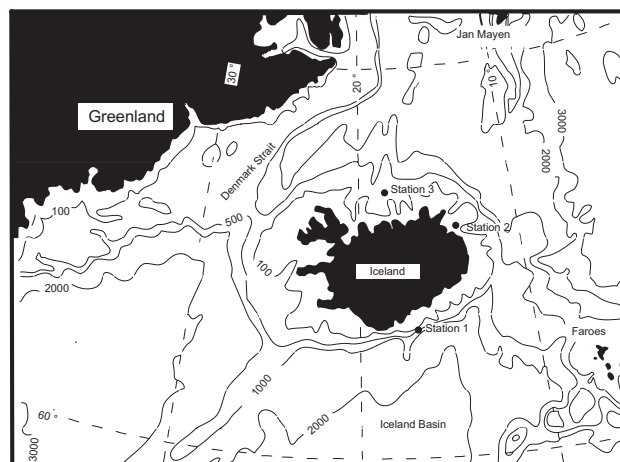 Jan Mayen
30°
20°
10°
3000
Greenland
2000
Denmark Strait
Station 3
100
500
Station 2
100
Iceland
2000
Station 1
Faroes
1000
2000
60°
Iceland Basin
3000